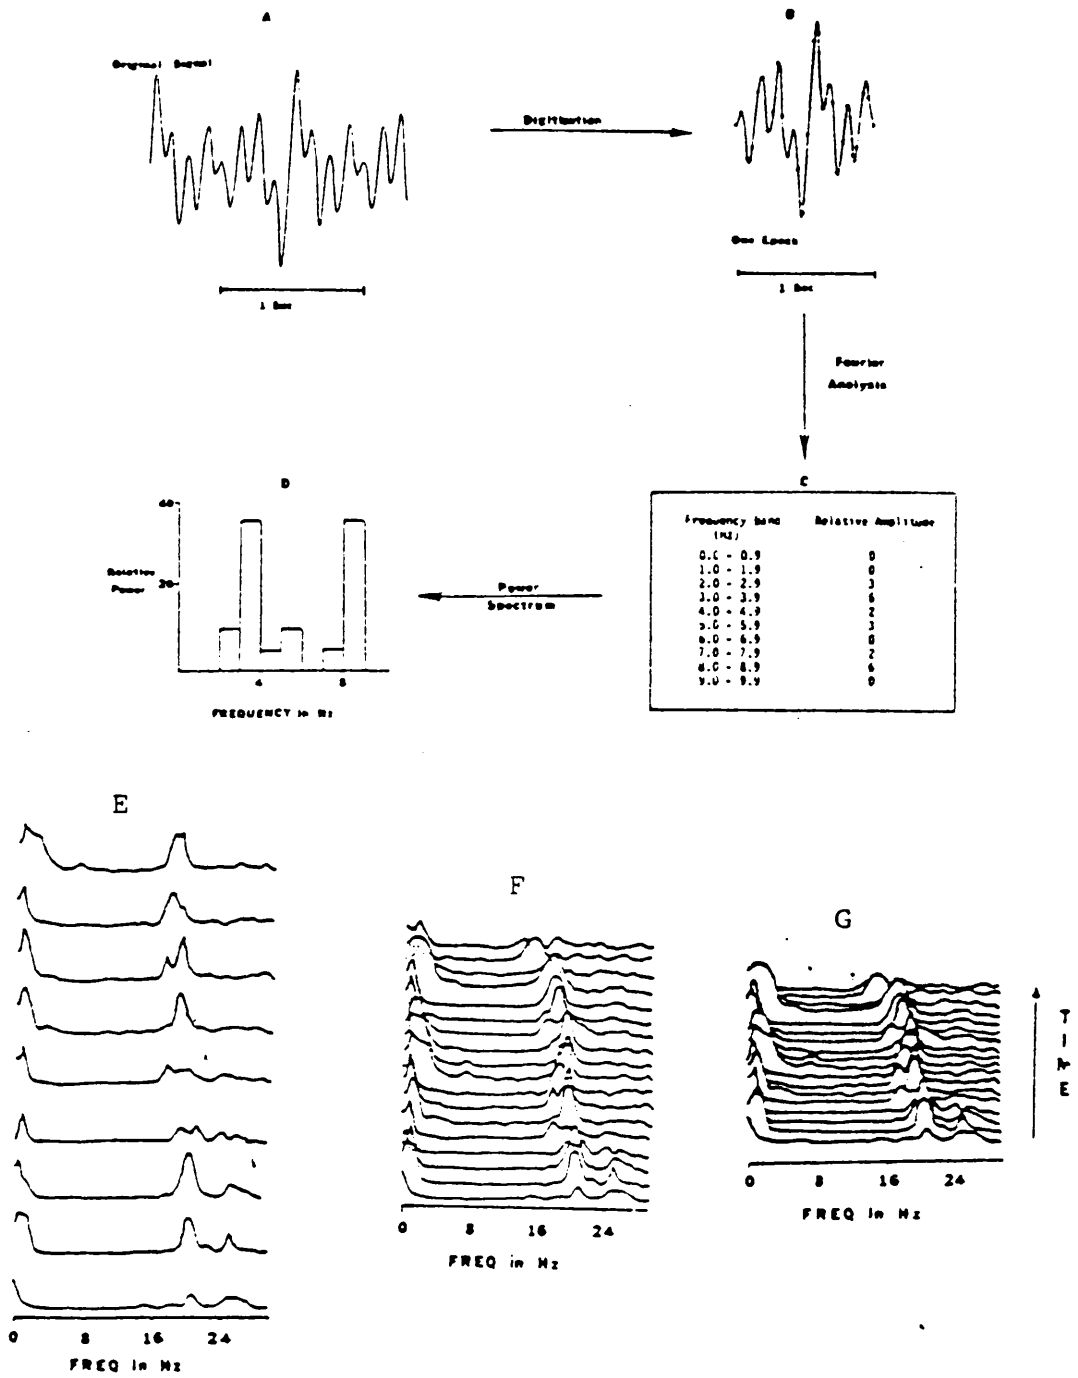 A
Original Signal
1 Sec
Digitization
B
One Epoch
1 Sec
Fourier
Analysis
C
Frequency band
(Hz)
Relative Amplitude
0.0 - 0.9 0
1.0 - 1.9 0
2.0 - 2.9 3
3.0 - 3.9 6
4.0 - 4.9 2
5.0 - 5.9 3
6.0 - 6.9 0
7.0 - 7.9 2
8.0 - 8.9 6
9.0 - 9.9 0
Power
Spectrum
D
40
20
Relative
Power
4 8
FREQUENCY in Hz
E
0 8 16 24
FREQ in Hz
F
0 8 16 24
FREQ in Hz
G
0 8 16 24
FREQ in Hz
TIME